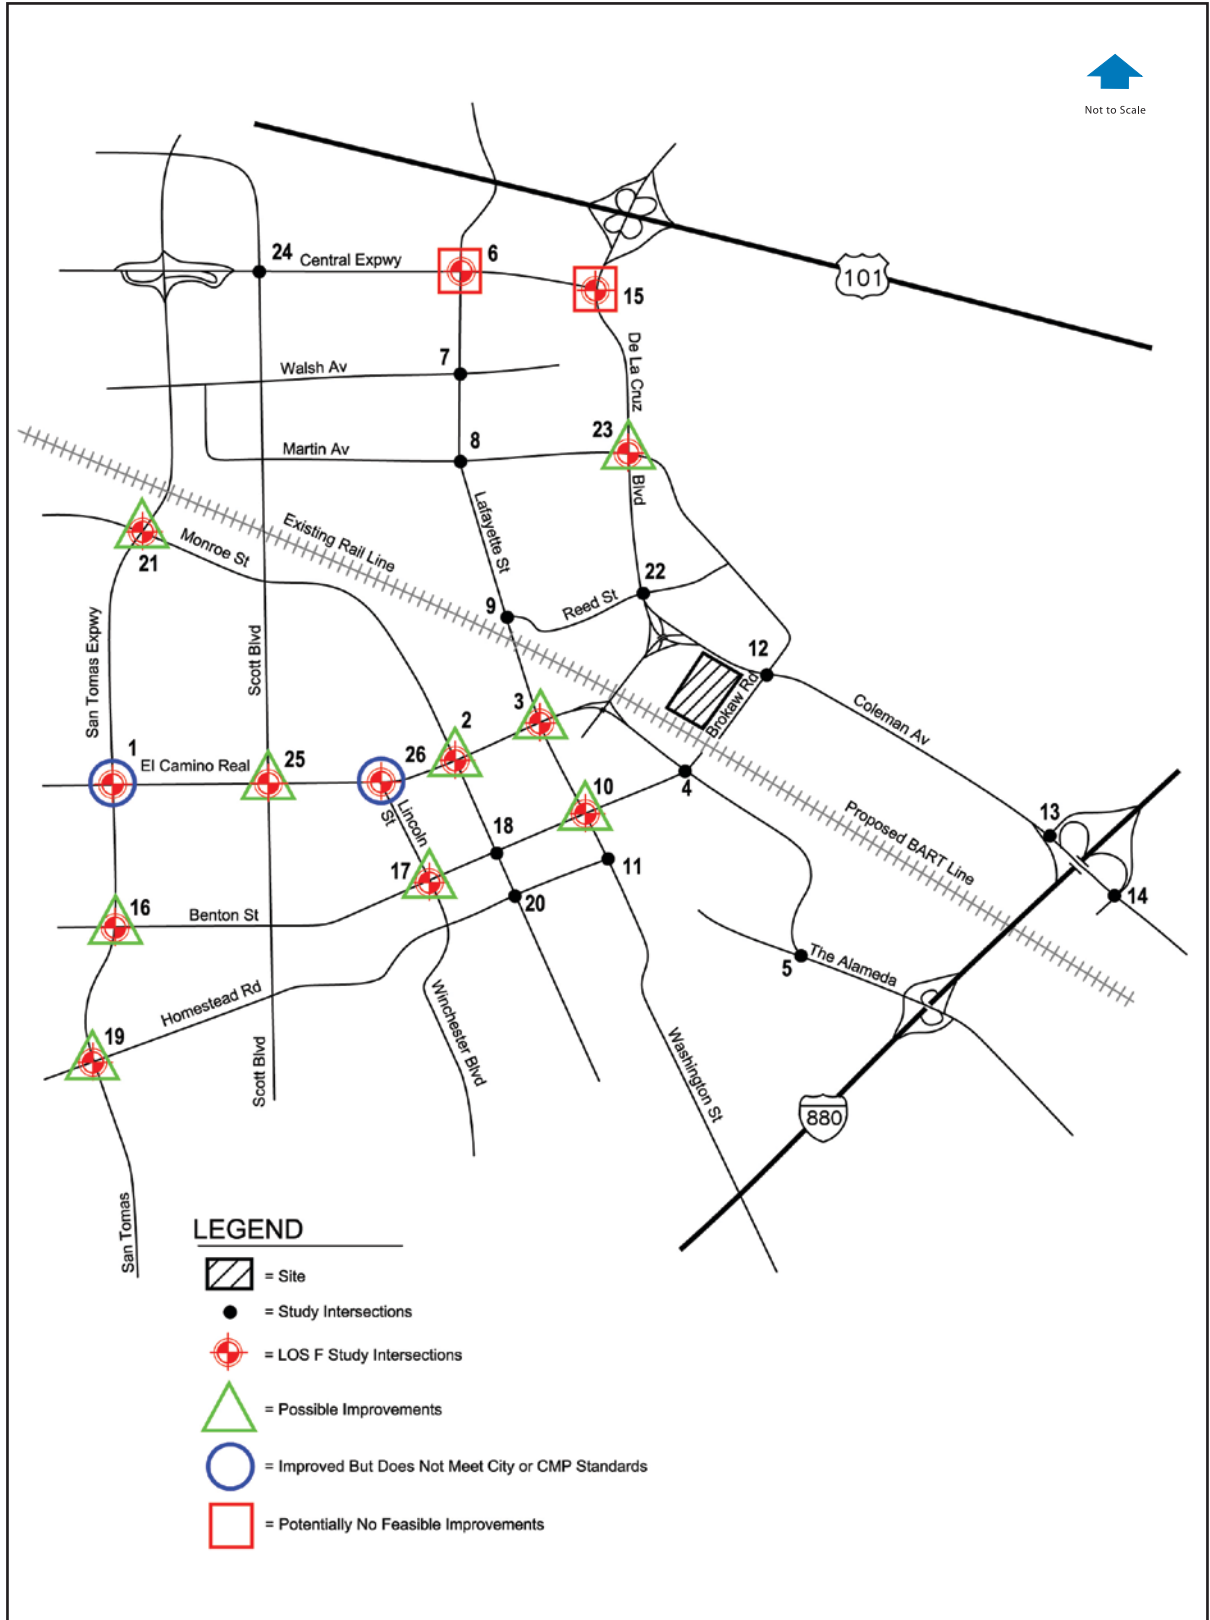 Not to Scale
24
Central Expwy
6
15
101
De La Cruz
Blvd
7
Walsh Av
23
8
Martin Av
Lafayette St
Existing Rail Line
Monroe St
21
22
Reed St
9
12
Brokaw Rd
Coleman Av
San Tomas Expwy
Scott Blvd
3
2
1
El Camino Real
25
26
Lincoln
St
10
4
13
Proposed BART Line
18
17
11
14
16
Benton St
20
5
The Alameda
Homestead Rd
19
Winchester Blvd
Scott Blvd
Washington St
880
San Tomas
LEGEND
= Site
= Study Intersections
= LOS F Study Intersections
= Possible Improvements
= Improved But Does Not Meet City or CMP Standards
= Potentially No Feasible Improvements